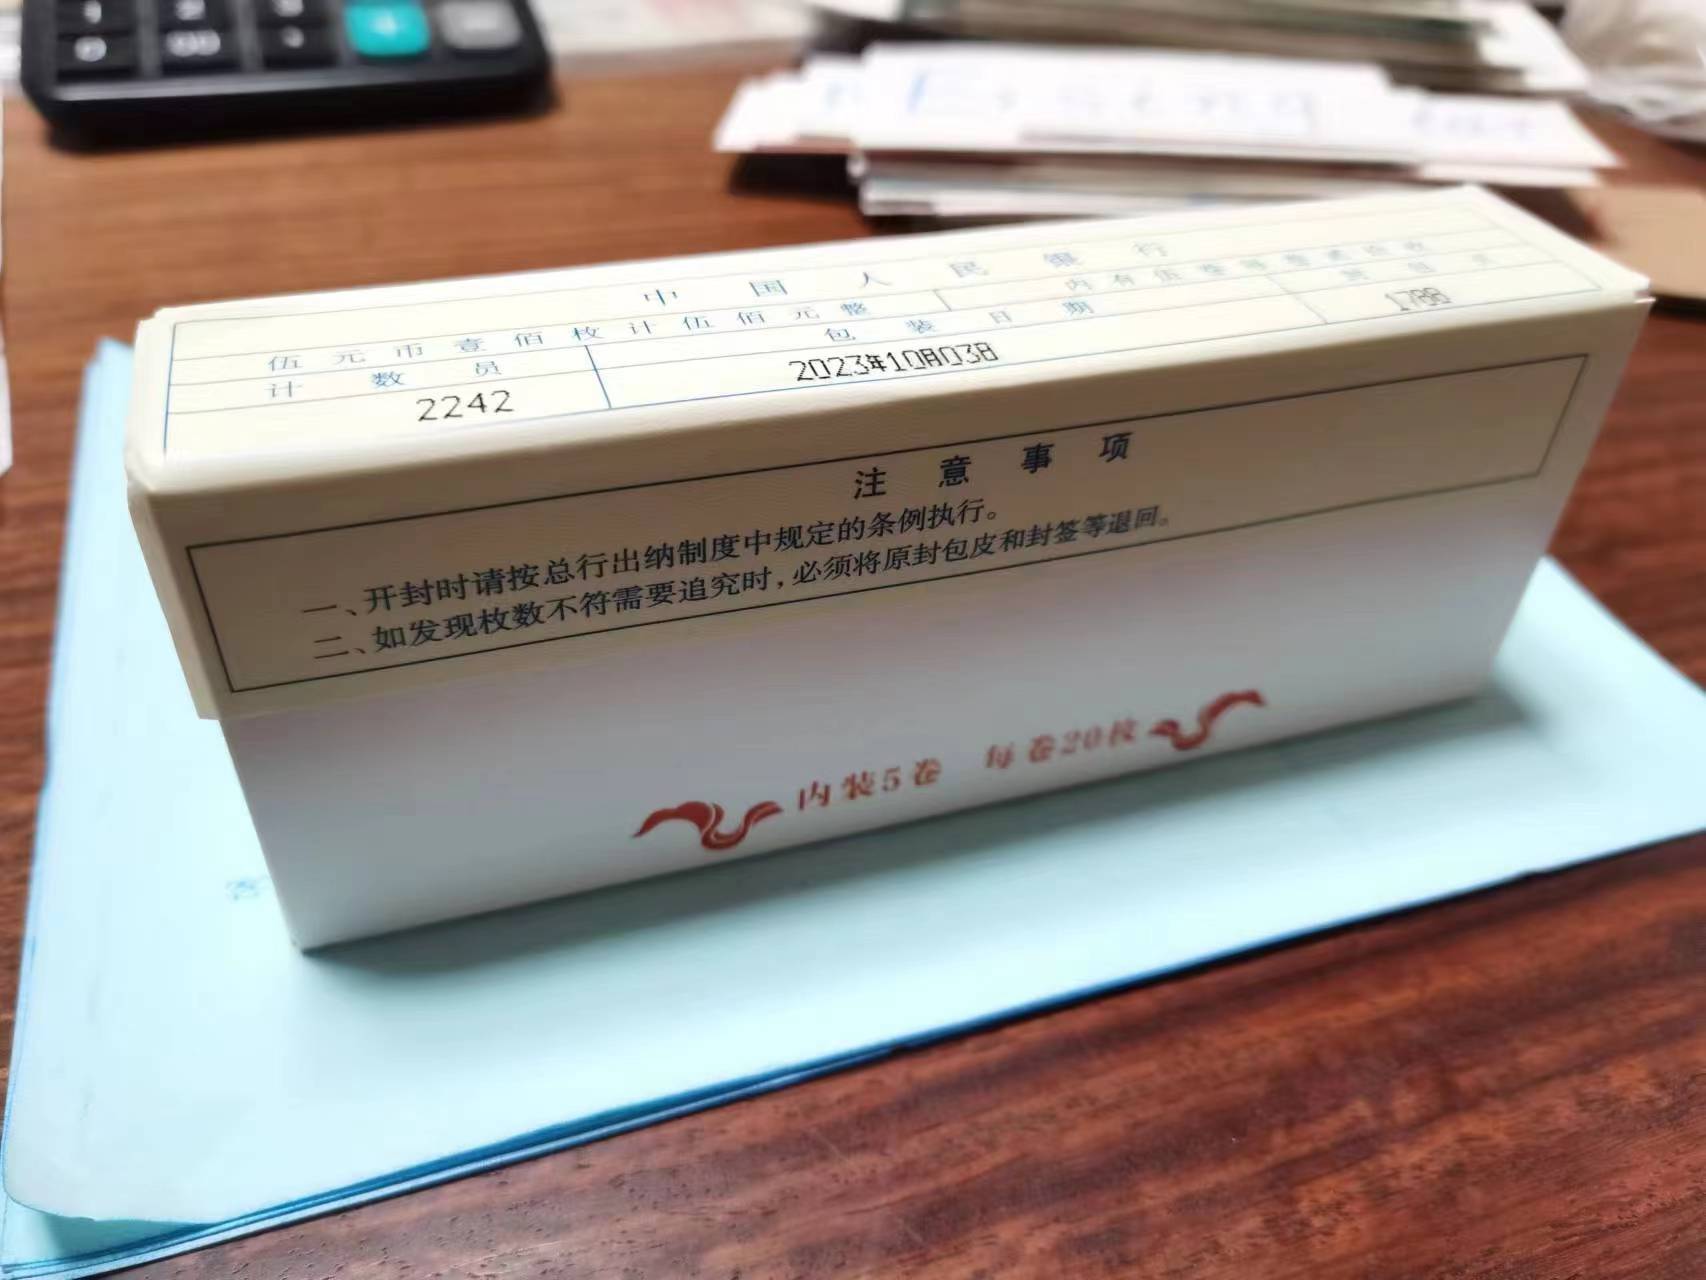 中国人民银行
伍元币壹佰枚计伍佰元整
计数员 包装日期
2242 2023年10月03日 1788
注意事项
一、开封时请按总行出纳制度中规定的条例执行。
二、如发现枚数不符需要追究时，必须将原封包皮和封签等退回。
内装5卷 每卷20枚